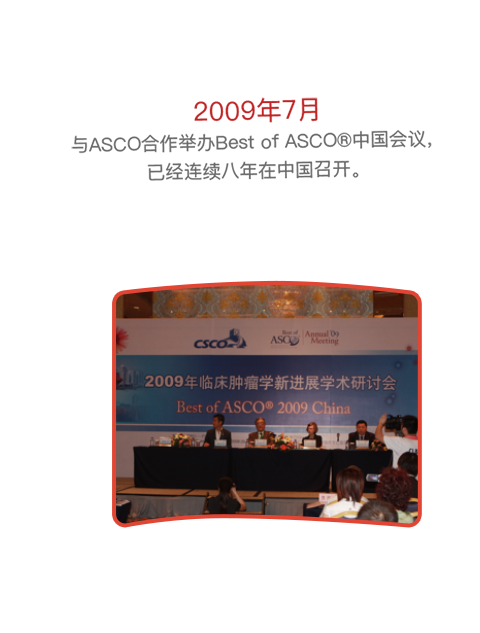 2009年7月
与ASCO合作举办Best of ASCO®中国会议，
已经连续八年在中国召开。
CSCO
Best of
ASCO
Annual 09
Meeting
2009年临床肿瘤学新进展学术研讨会
Best of ASCO® 2009 China